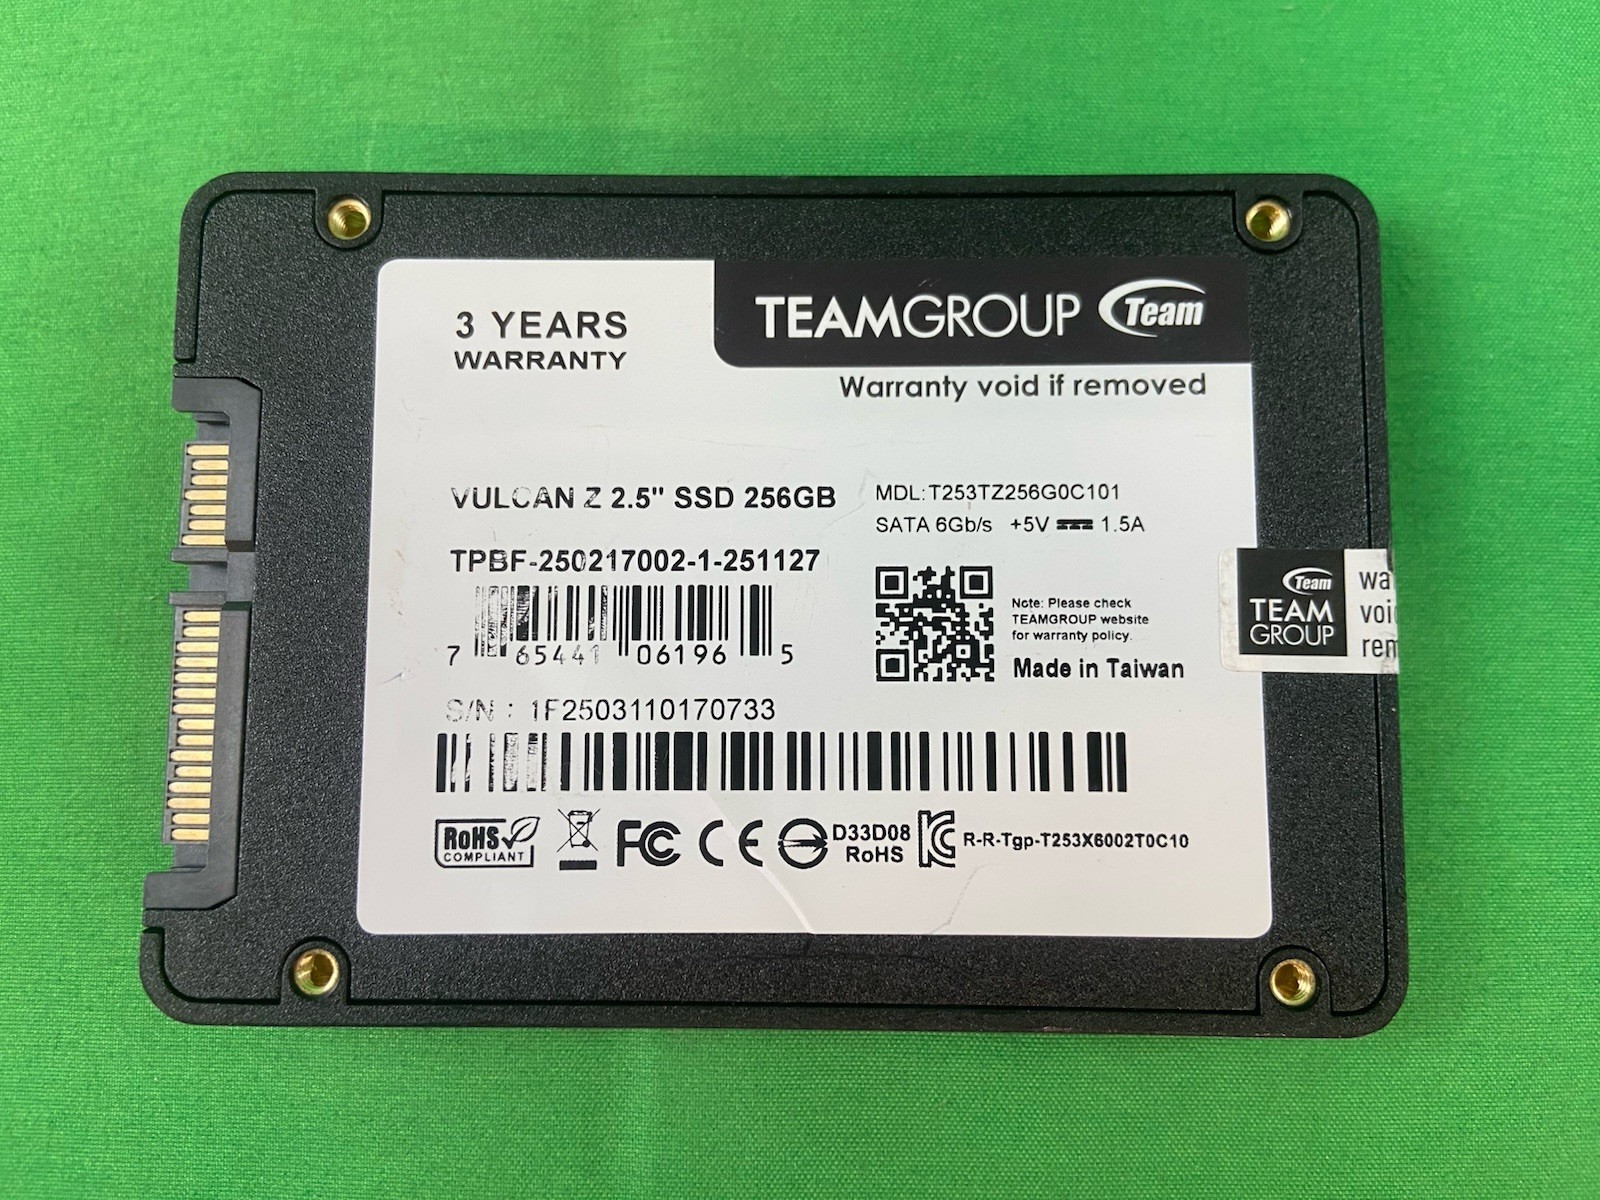 3 YEARS
WARRANTY
TEAMGROUP Team
Warranty void if removed
VULCAN Z 2.5" SSD 256GB
MDL:T253TZ256G0C101
SATA 6Gb/s +5V ⎓ 1.5A
TPBF-250217002-1-251127
7 65441 06196 5
Note: Please check
TEAMGROUP website
for warranty policy.
Made in Taiwan
S/N : 1F2503110170733
RoHS
COMPLIANT
FC CE
D33D08
RoHS
R-R-Tgp-T253X6002T0C10
Team
TEAM
GROUP